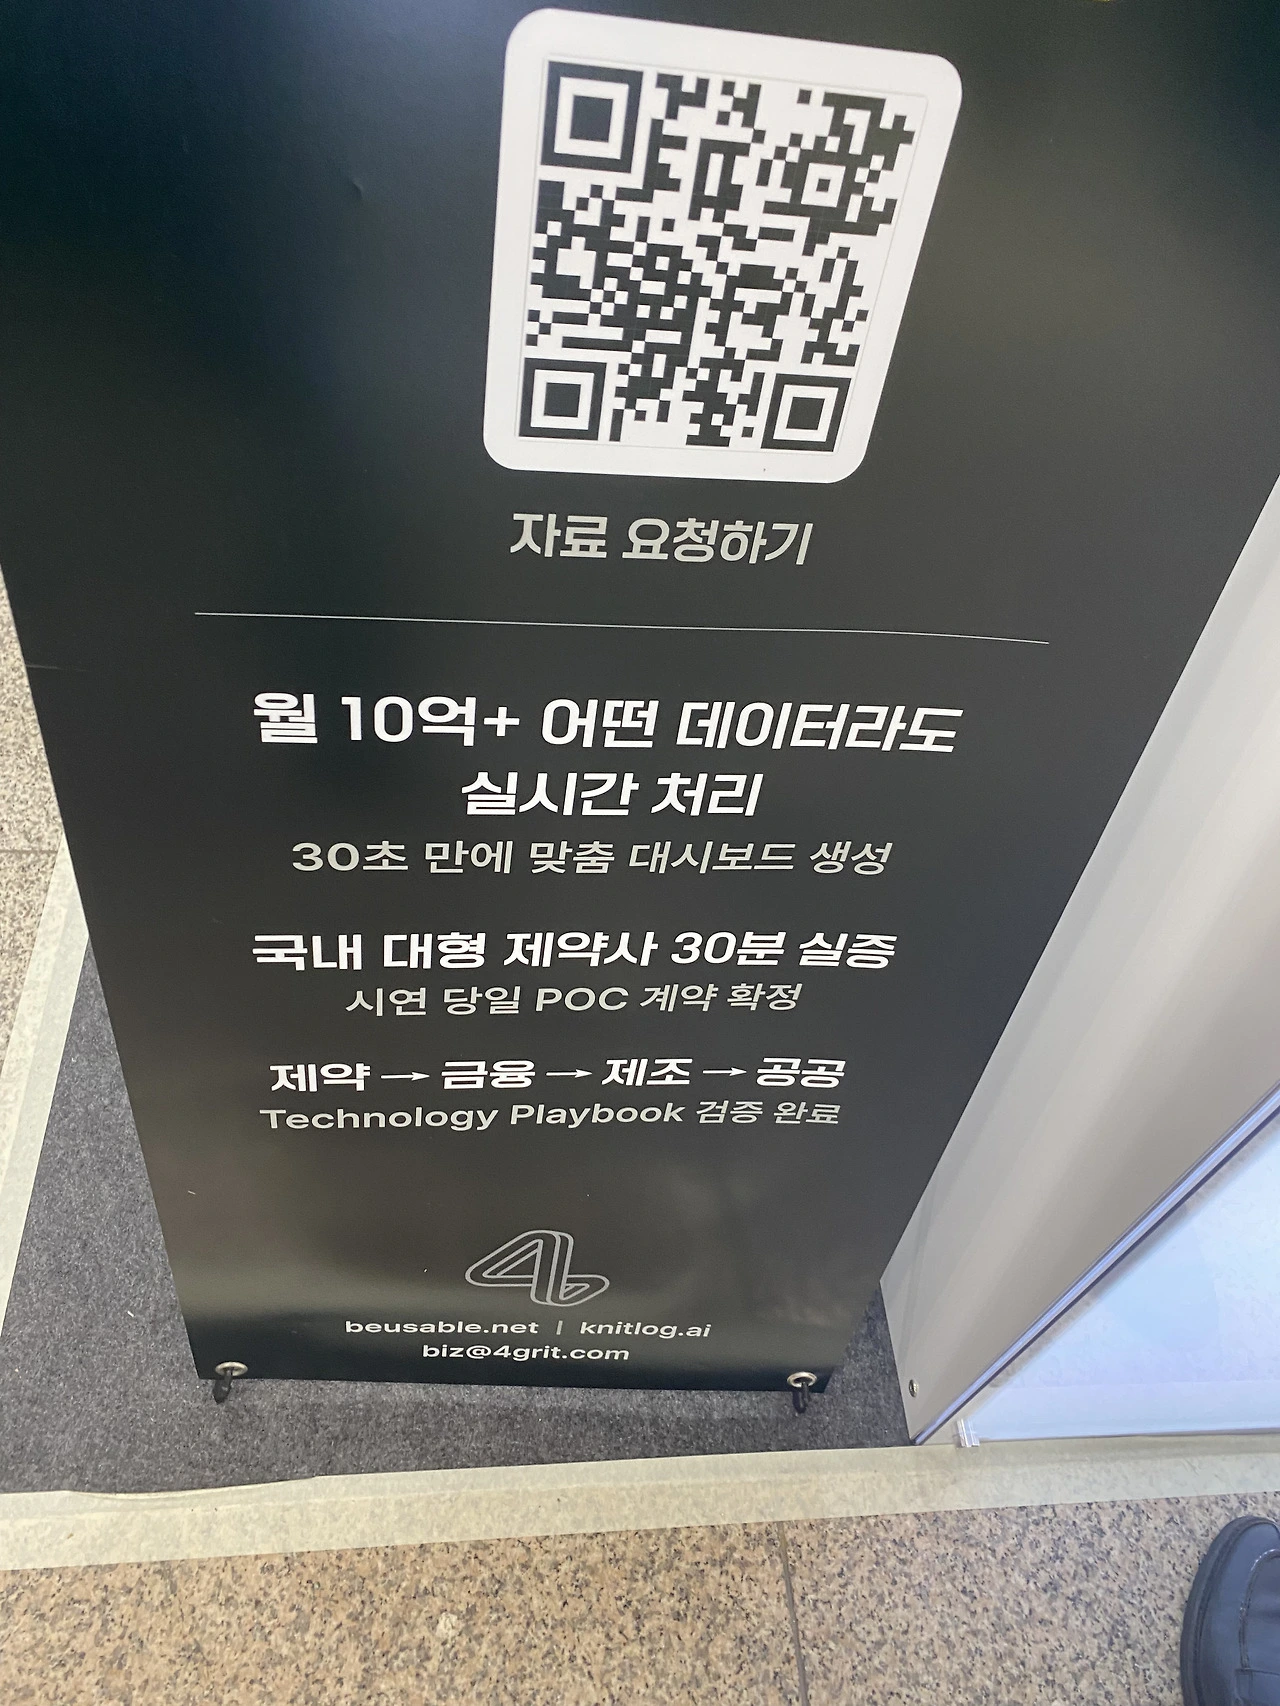 자료 요청하기
월 10억+ 어떤 데이터라도
실시간 처리
30초 만에 맞춤 대시보드 생성
국내 대형 제약사 30분 실증
시연 당일 POC 계약 확정
제약 → 금융 → 제조 → 공공
Technology Playbook 검증 완료
beusable.net | knitlog.ai
biz@4grit.com